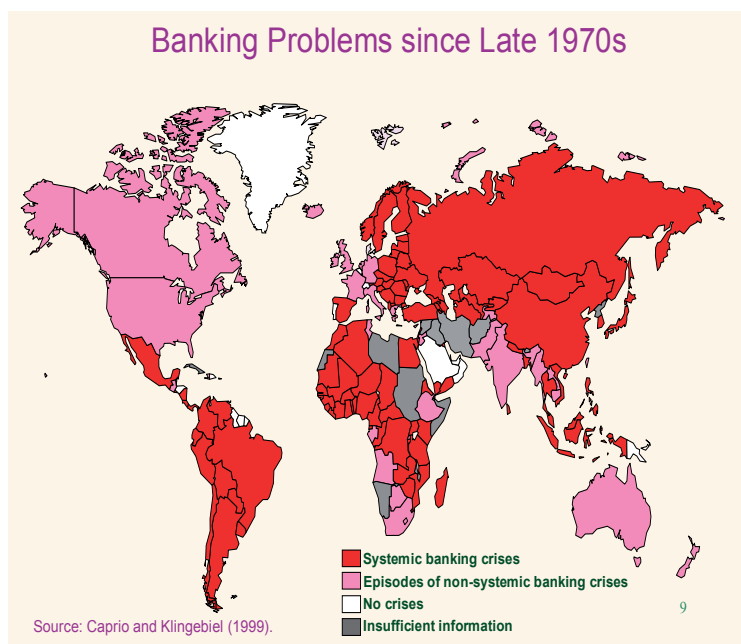 Banking Problems since Late 1970s
Systemic banking crises
Episodes of non-systemic banking crises
No crises
9
Source: Caprio and Klingebiel (1999).
Insufficient information